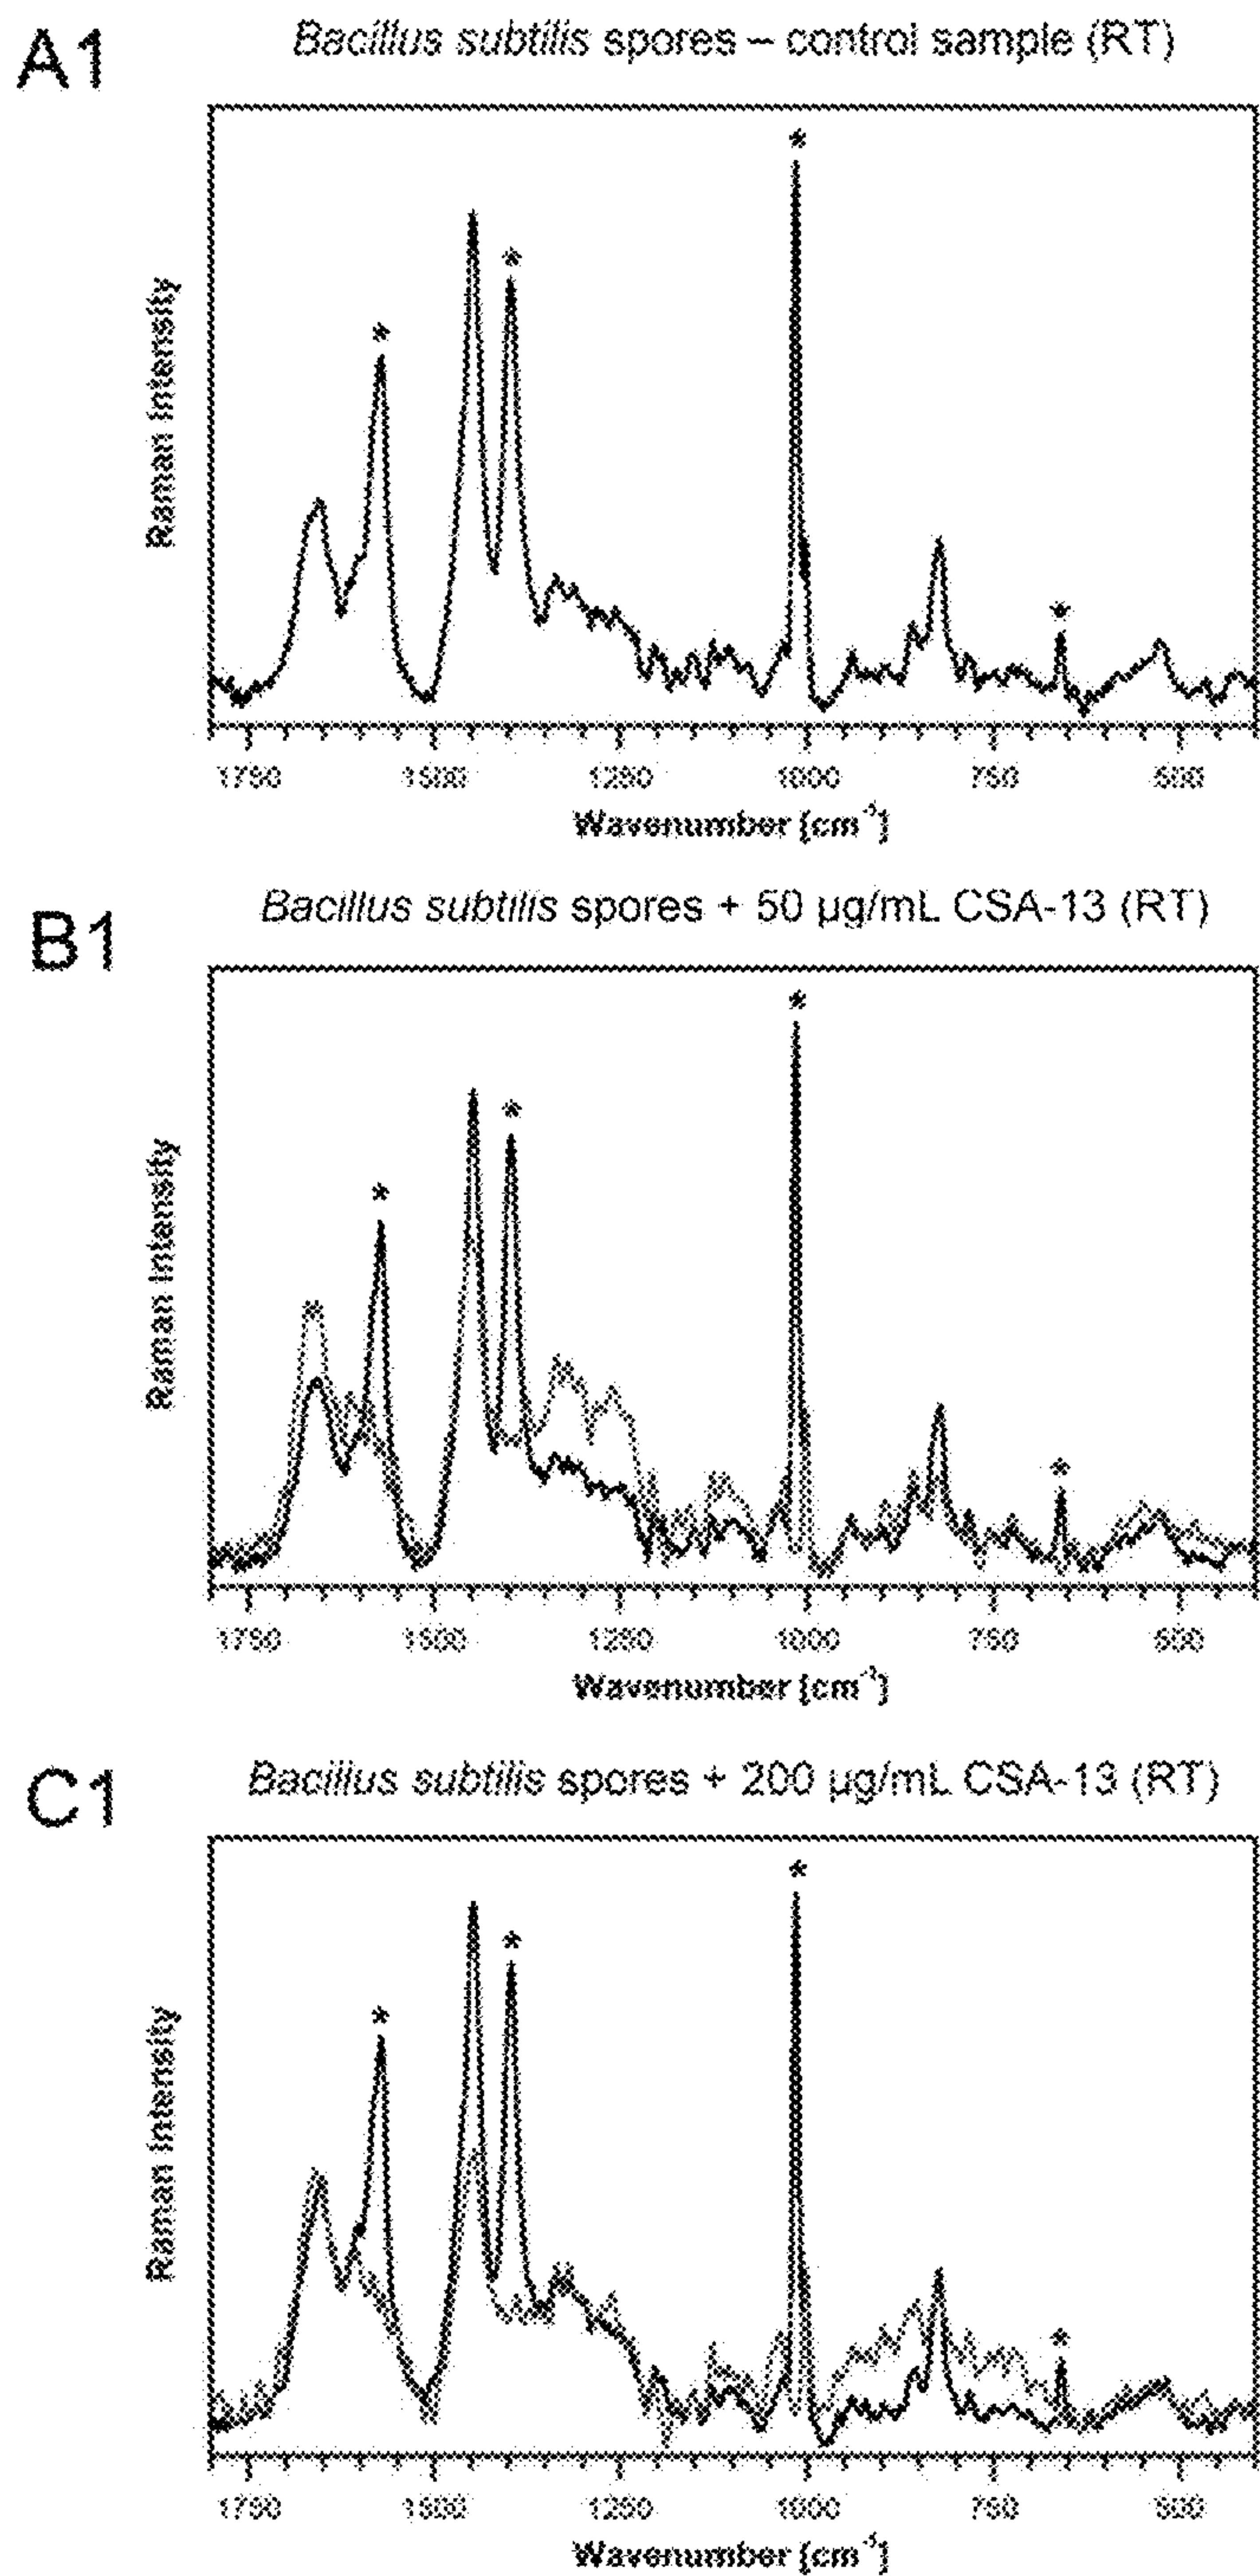 A1
Bacillus subtilis spores – control sample (RT)
*
*
*
*
Raman Intensity
1750 1500 1250 1000 750 500
Wavenumber [cm⁻¹]
B1
Bacillus subtilis spores + 50 µg/mL CSA-13 (RT)
*
*
*
*
Raman Intensity
1750 1500 1250 1000 750 500
Wavenumber [cm⁻¹]
C1
Bacillus subtilis spores + 200 µg/mL CSA-13 (RT)
*
*
*
*
Raman Intensity
1750 1500 1250 1000 750 500
Wavenumber [cm⁻¹]